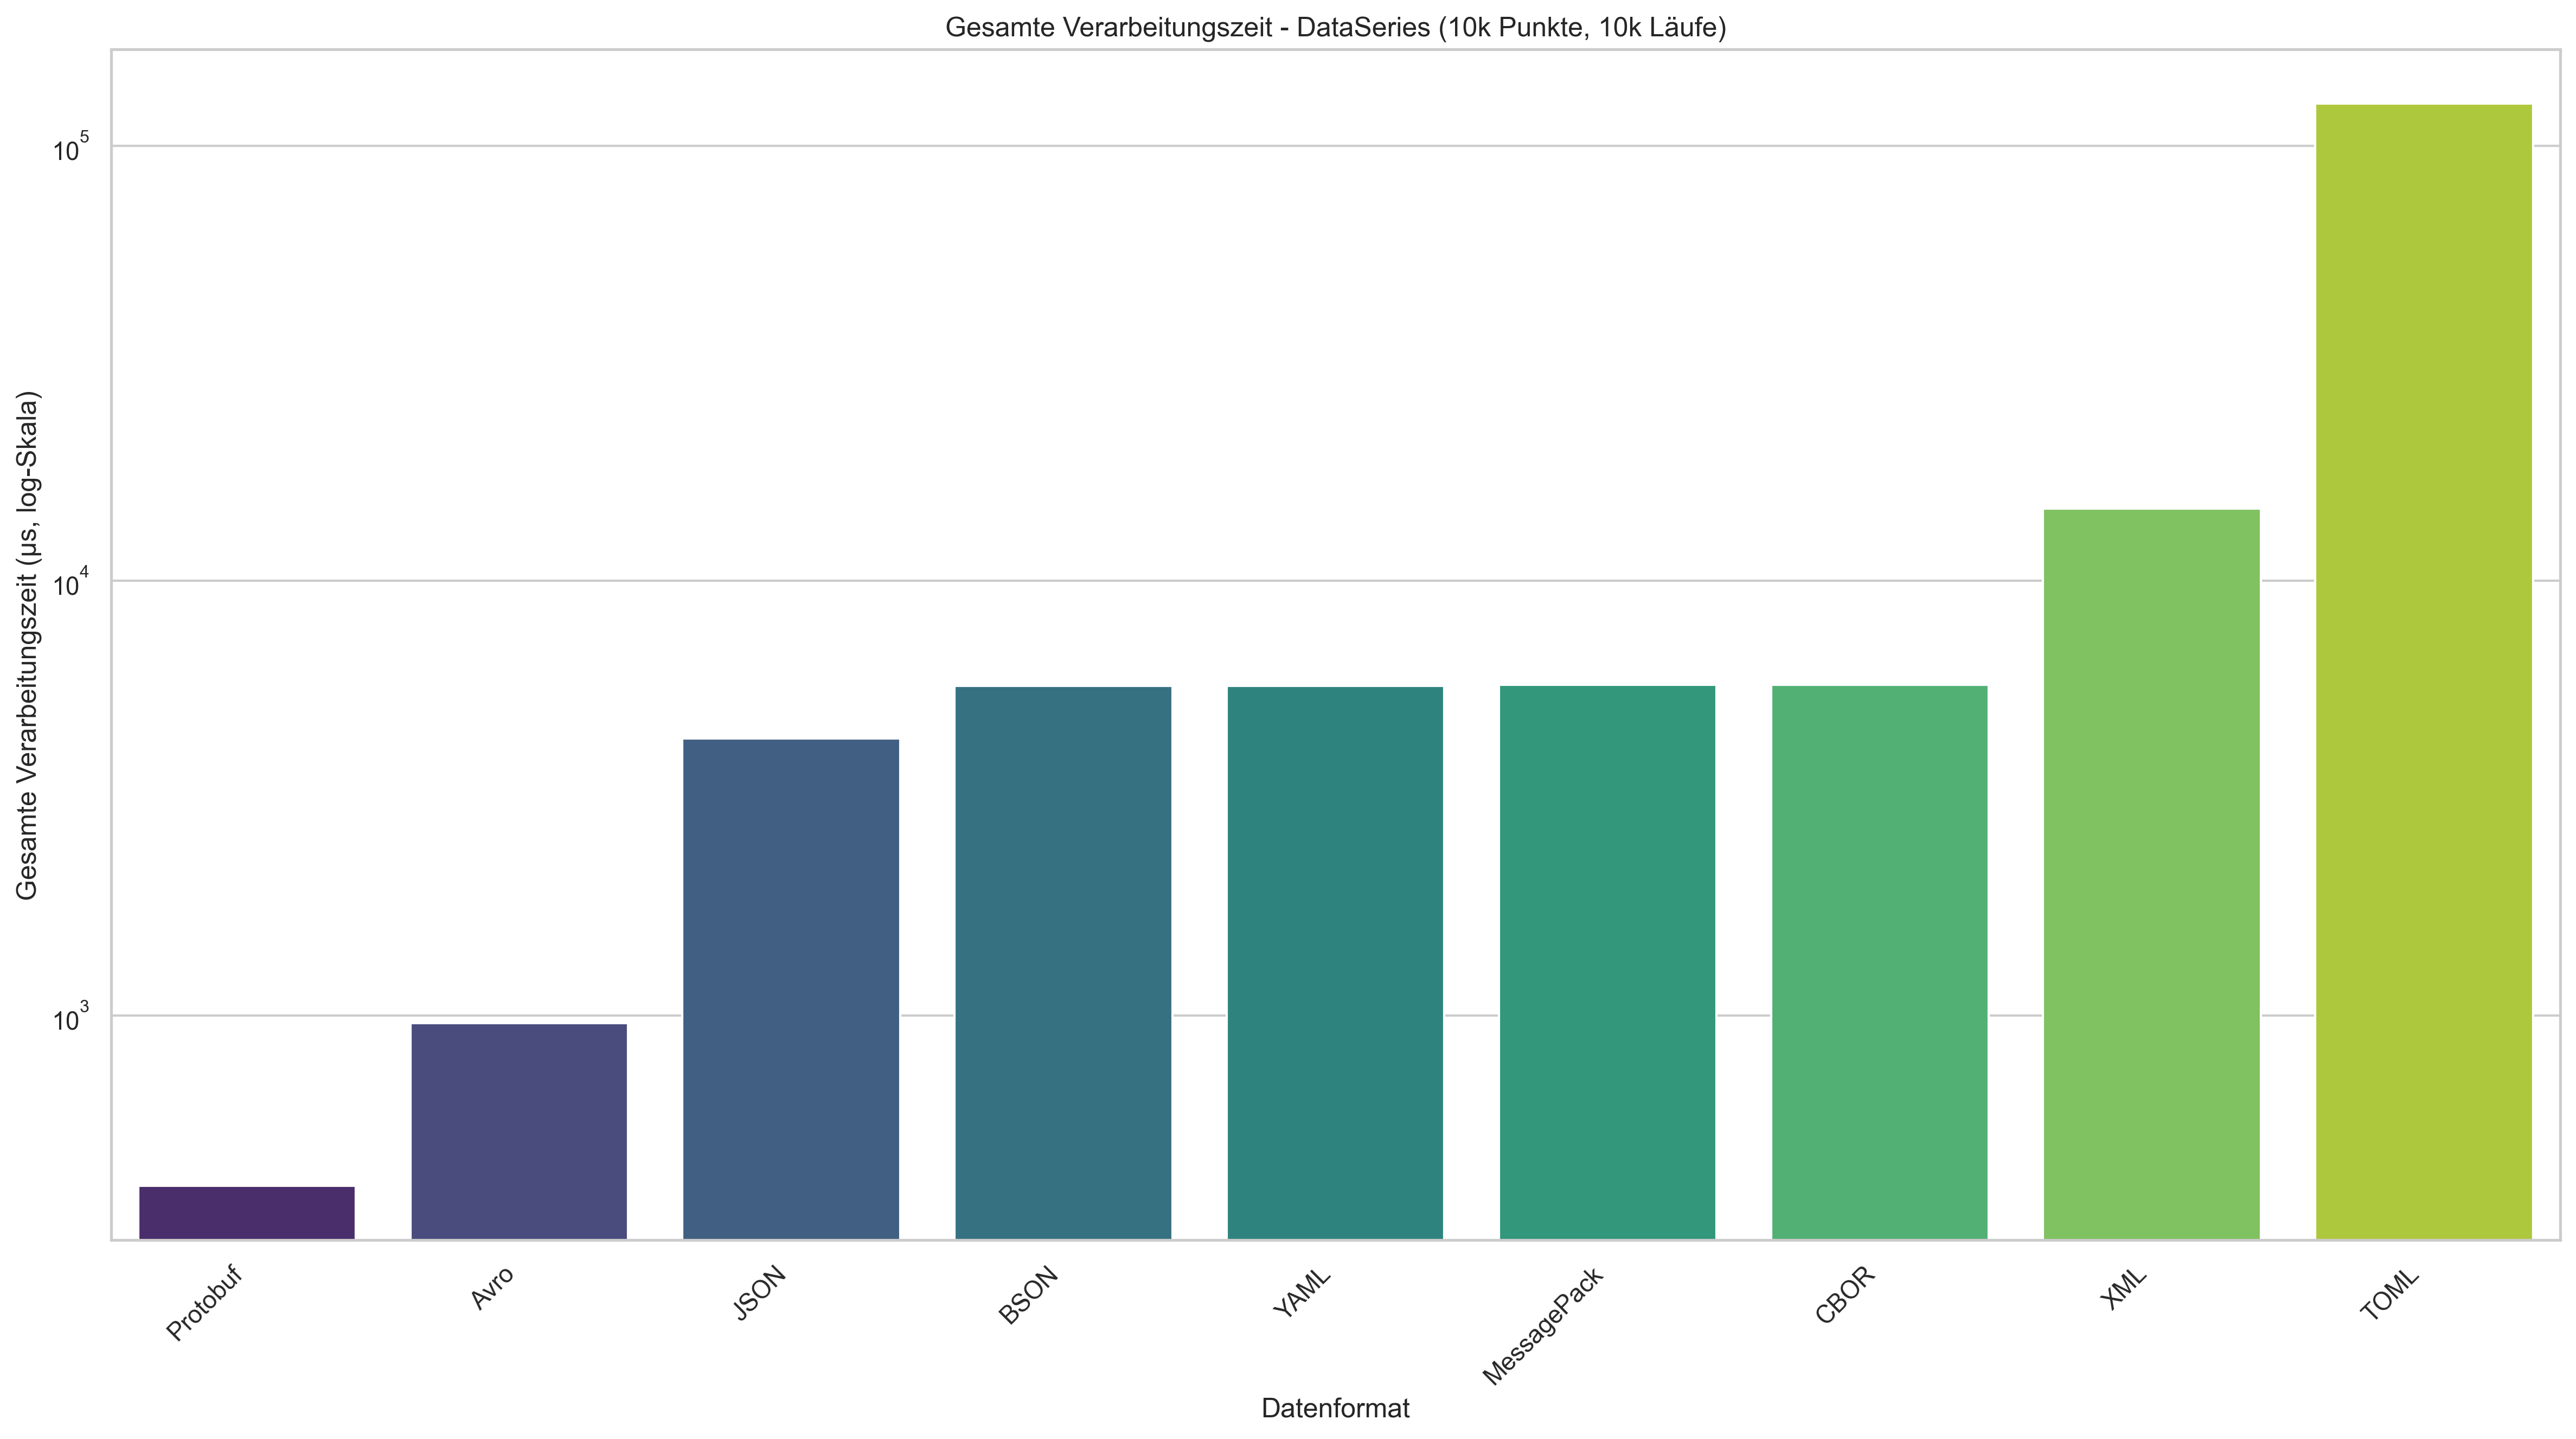 Gesamte Verarbeitungszeit - DataSeries (10k Punkte, 10k Läufe)
Gesamte Verarbeitungszeit (µs, log-Skala)
10^5
10^4
10^3
Protobuf
Avro
JSON
BSON
YAML
MessagePack
CBOR
XML
TOML
Datenformat